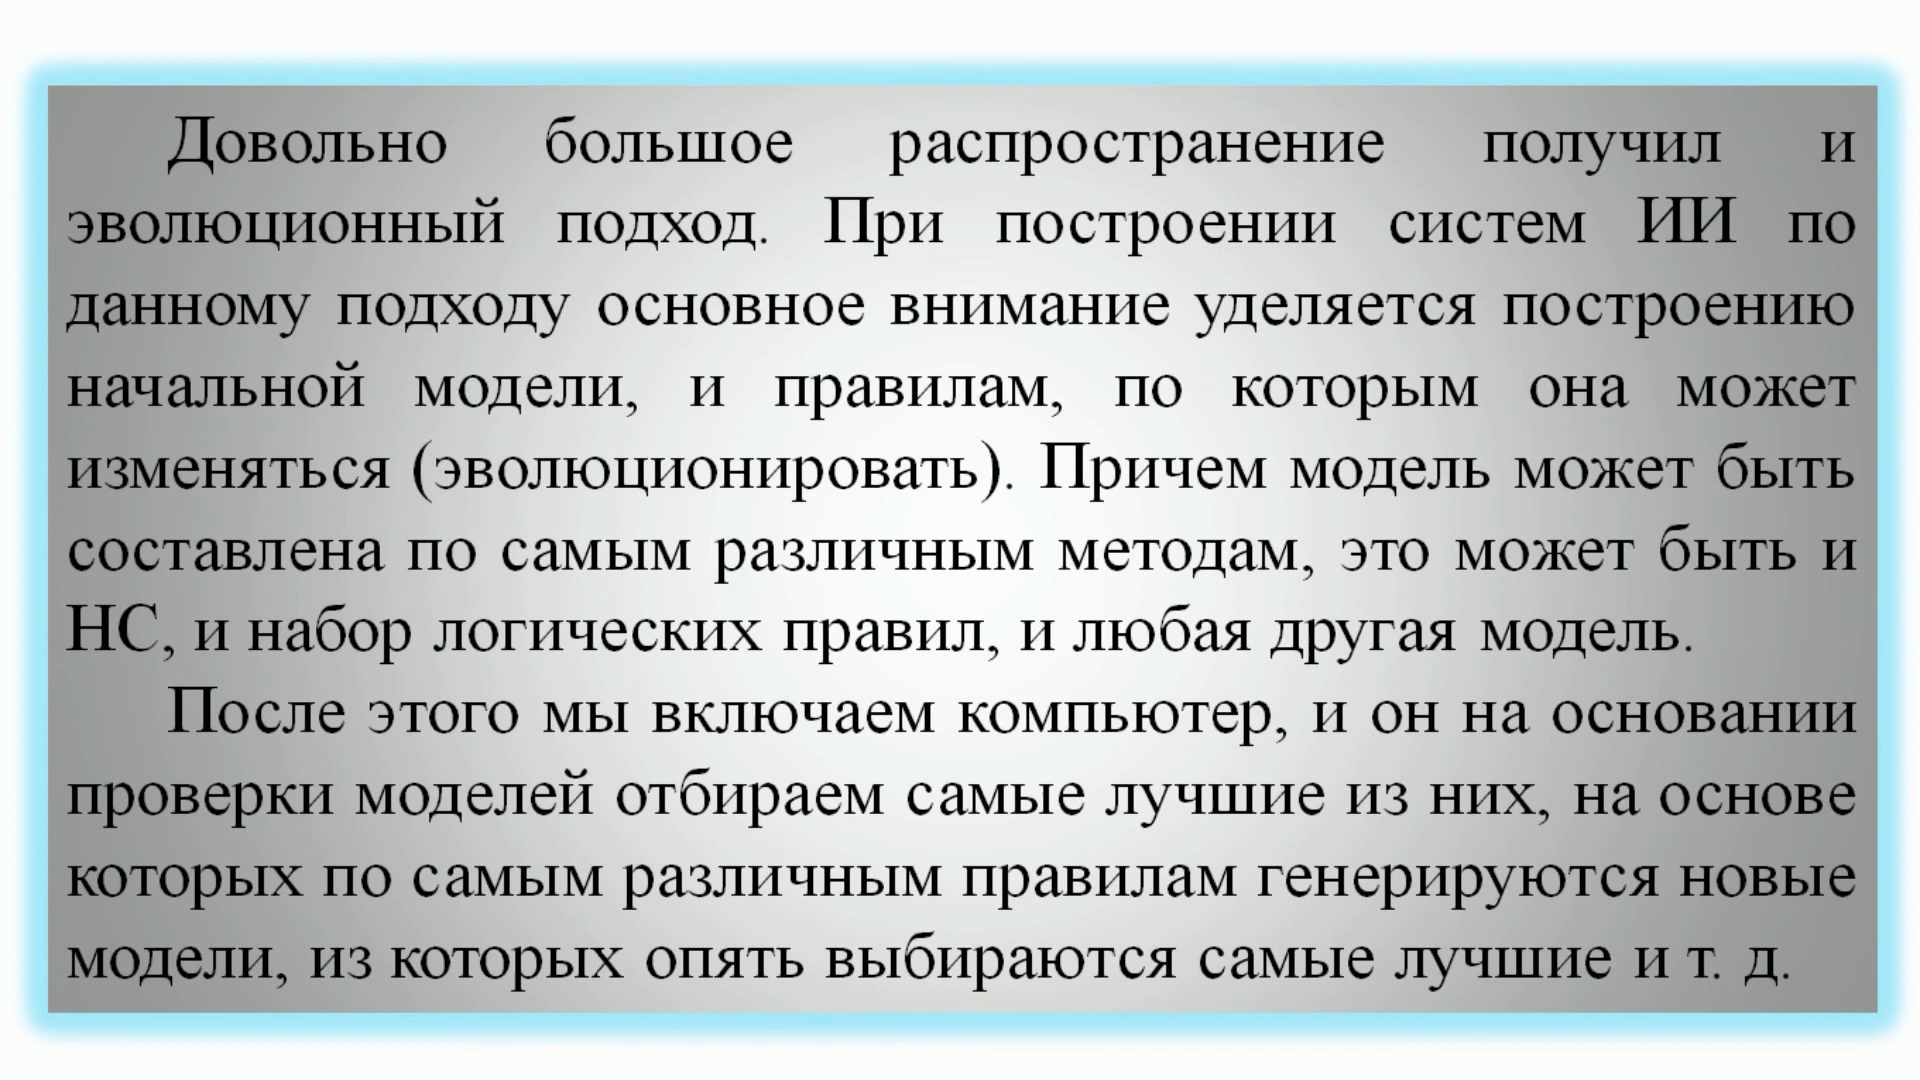 Довольно большое распространение получил и
эволюционный подход. При построении систем ИИ по
данному подходу основное внимание уделяется построению
начальной модели, и правилам, по которым она может
изменяться (эволюционировать). Причем модель может быть
составлена по самым различным методам, это может быть и
НС, и набор логических правил, и любая другая модель.
После этого мы включаем компьютер, и он на основании
проверки моделей отбираем самые лучшие из них, на основе
которых по самым различным правилам генерируются новые
модели, из которых опять выбираются самые лучшие и т. д.